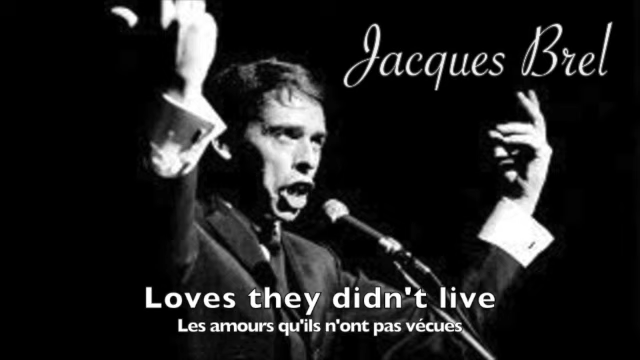 Jacques Brel
Loves they didn't live
Les amours qu'ils n'ont pas vécues